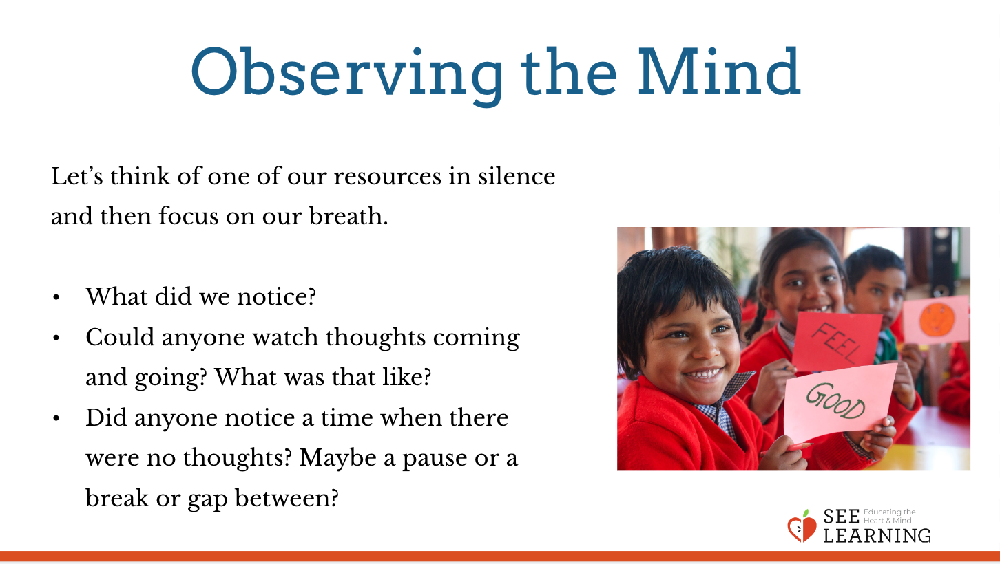 Observing the Mind
Let’s think of one of our resources in silence
and then focus on our breath.
• What did we notice?
• Could anyone watch thoughts coming
and going? What was that like?
• Did anyone notice a time when there
were no thoughts? Maybe a pause or a
break or gap between?
FEEL
GOOD
SEE Educating the
Heart & Mind
LEARNING